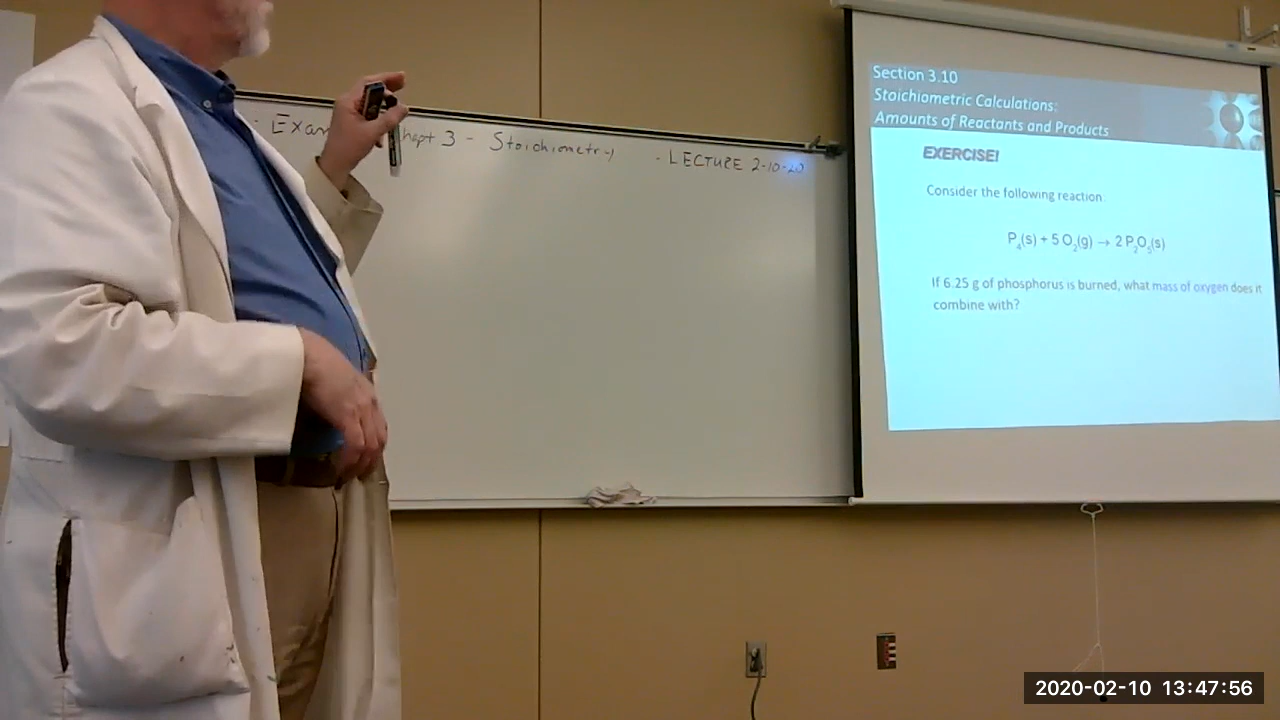 - Exam Chapt 3 - Stoichiometry - LECTURE 2-10-20
Section 3.10
Stoichiometric Calculations:
Amounts of Reactants and Products
EXERCISE!
Consider the following reaction:
P₄(s) + 5 O₂(g) → 2 P₂O₅(s)
If 6.25 g of phosphorus is burned, what mass of oxygen does it
combine with?
2020-02-10 13:47:56